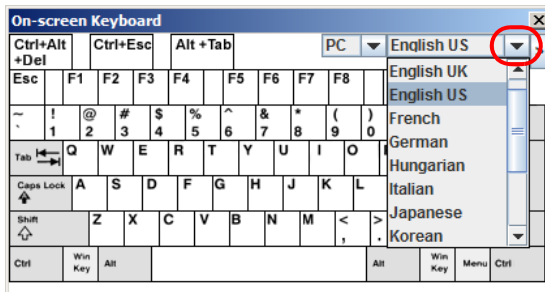 On-screen Keyboard
Ctrl+Alt +Del Ctrl+Esc Alt +Tab PC English US
Esc F1 F2 F3 F4 F5 F6 F7 F8
English UK
English US
French
German
Hungarian
Italian
Japanese
Korean
~ ! @ # $ % ^ & * ( )
` 1 2 3 4 5 6 7 8 9 0
Tab Q W E R T Y U I O
Caps Lock A S D F G H J K L
Shift Z X C V B N M < >
, .
Ctrl Win Key Alt Alt Win Key Menu Ctrl